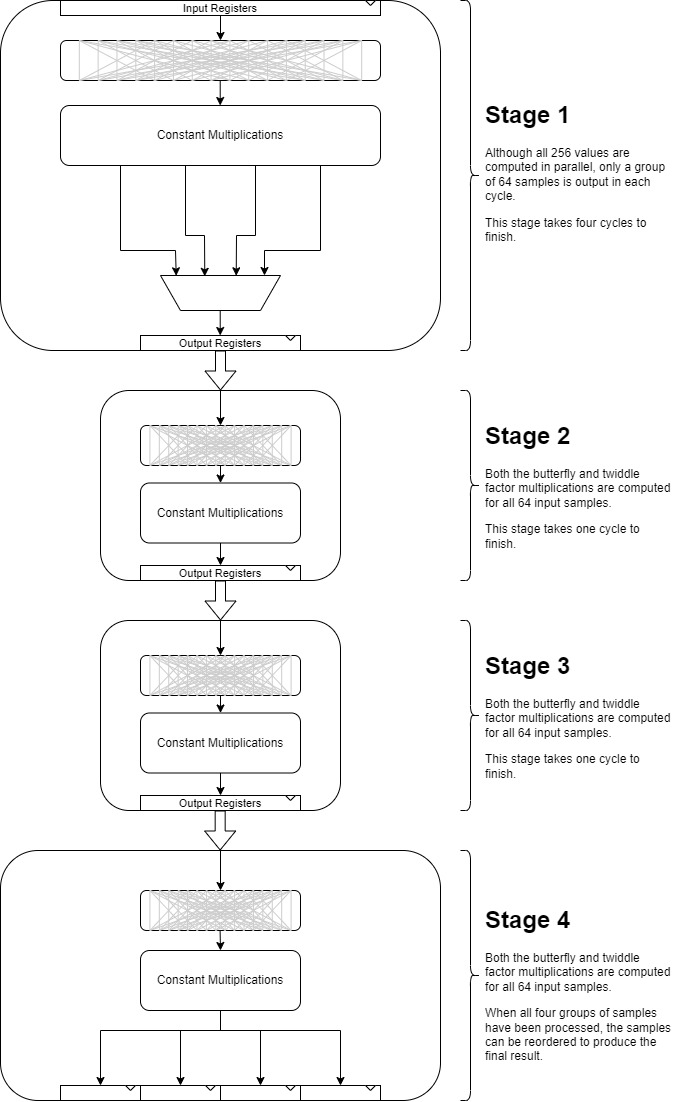 Input Registers
Constant Multiplications
Output Registers
Stage 1
Although all 256 values are
computed in parallel, only a group
of 64 samples is output in each
cycle.
This stage takes four cycles to
finish.
Constant Multiplications
Output Registers
Stage 2
Both the butterfly and twiddle
factor multiplications are computed
for all 64 input samples.
This stage takes one cycle to
finish.
Constant Multiplications
Output Registers
Stage 3
Both the butterfly and twiddle
factor multiplications are computed
for all 64 input samples.
This stage takes one cycle to
finish.
Constant Multiplications
Stage 4
Both the butterfly and twiddle
factor multiplications are computed
for all 64 input samples.
When all four groups of samples
have been processed, the samples
can be reordered to produce the
final result.